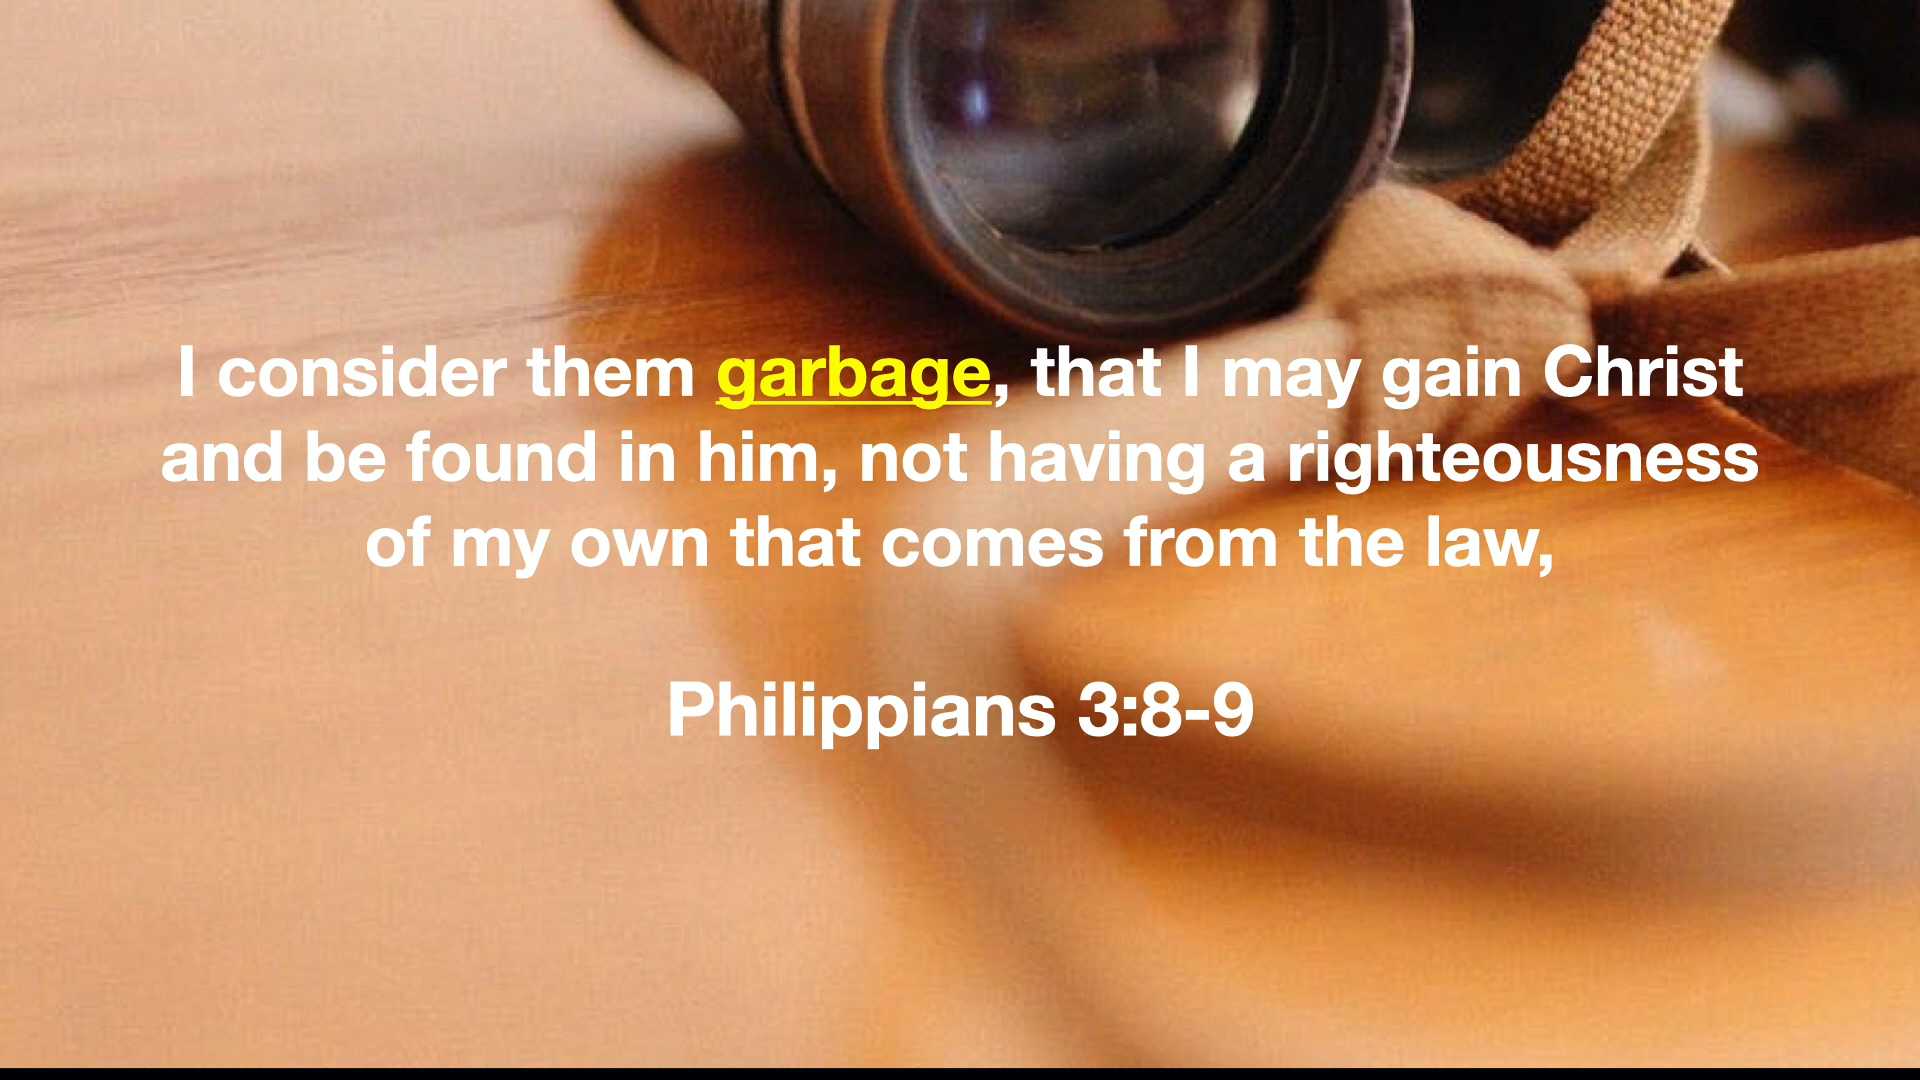 I consider them garbage, that I may gain Christ
and be found in him, not having a righteousness
of my own that comes from the law,
Philippians 3:8-9